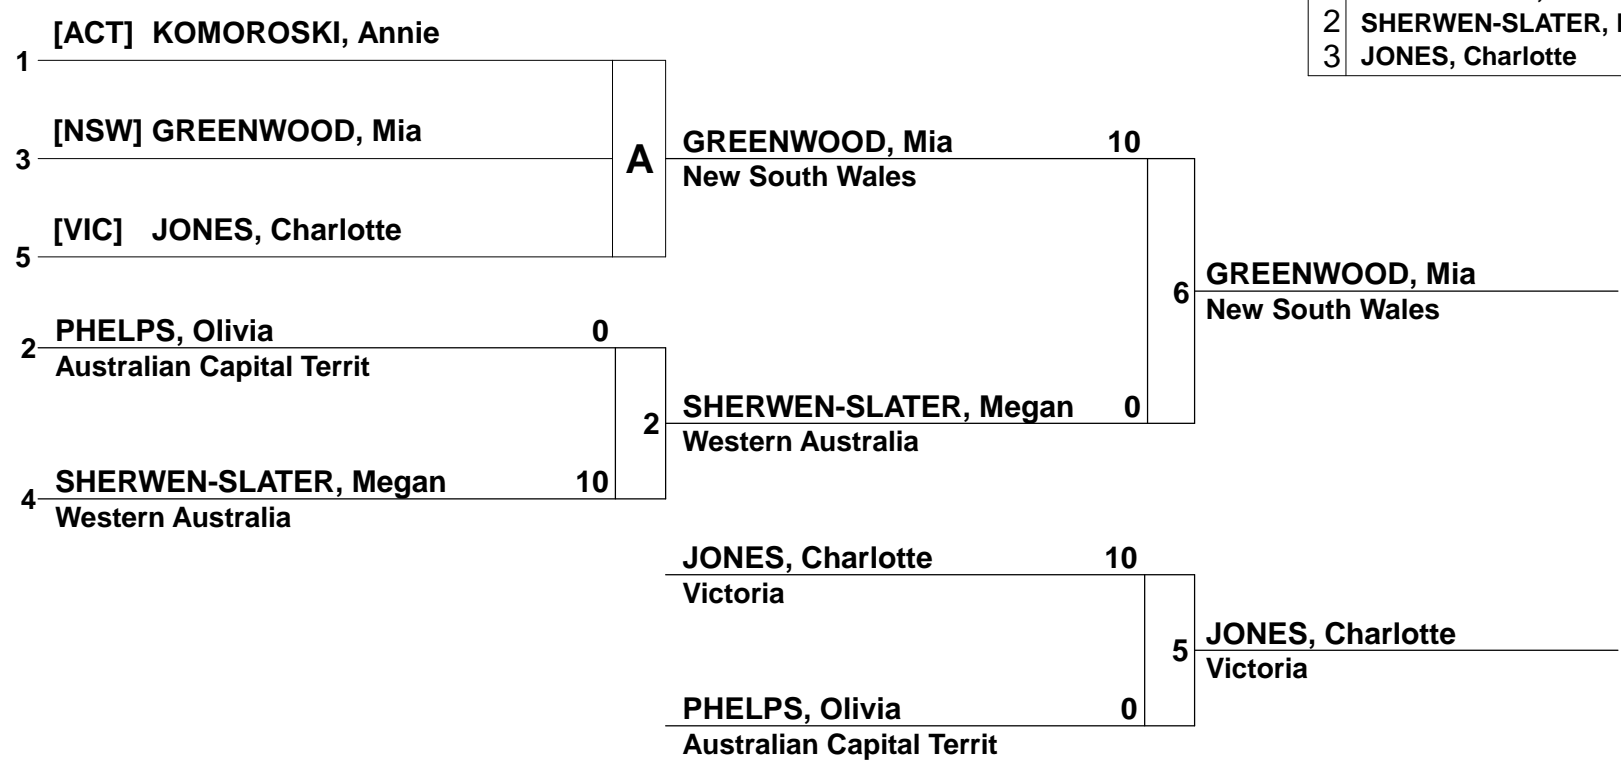 [ACT] KOMOROSKI, Annie
1
2 SHERWEN-SLATER,
3 JONES, Charlotte
[NSW] GREENWOOD, Mia
3
A
GREENWOOD, Mia 10
New South Wales
[VIC] JONES, Charlotte
5
GREENWOOD, Mia
6
New South Wales
PHELPS, Olivia 0
2
Australian Capital Territ
SHERWEN-SLATER, Megan 0
2
Western Australia
SHERWEN-SLATER, Megan 10
4
Western Australia
JONES, Charlotte 10
Victoria
JONES, Charlotte
5
Victoria
PHELPS, Olivia 0
Australian Capital Territ